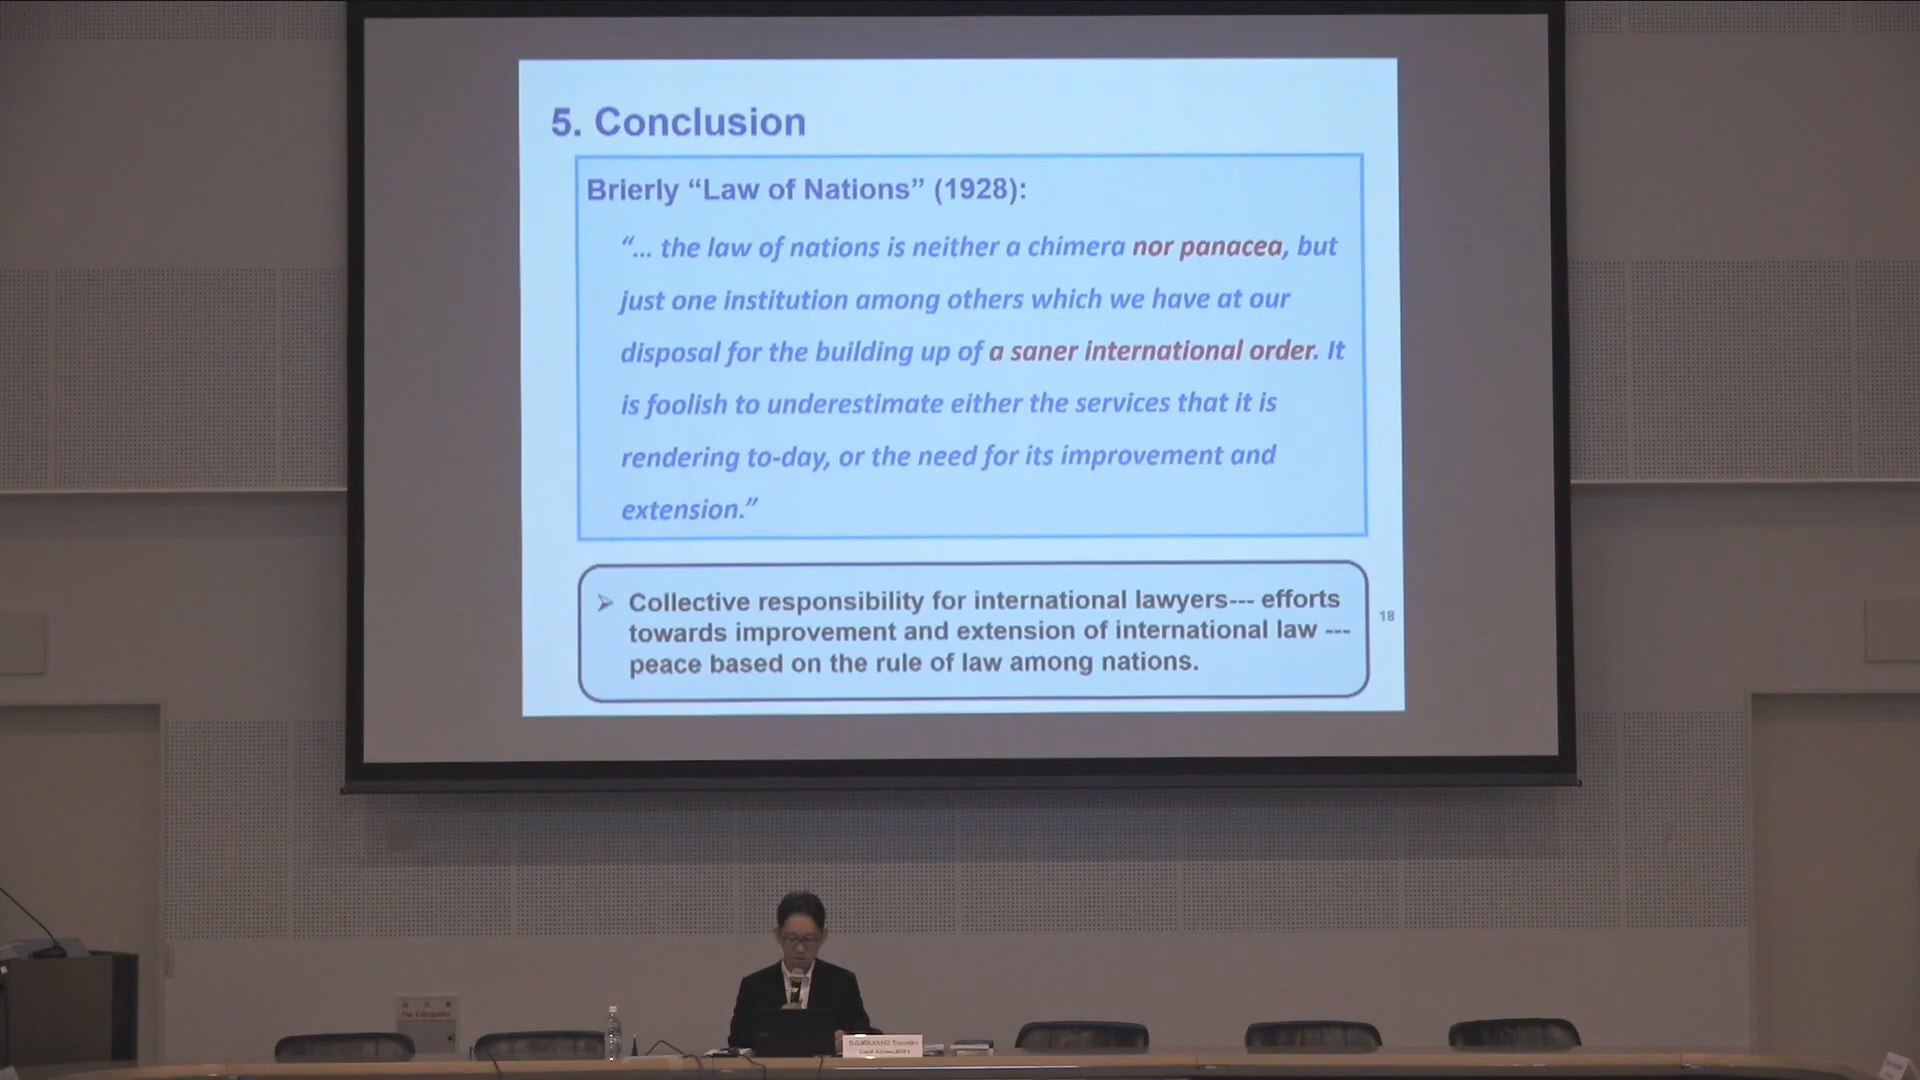 5. Conclusion
Brierly “Law of Nations” (1928):
“... the law of nations is neither a chimera nor panacea, but
just one institution among others which we have at our
disposal for the building up of a saner international order. It
is foolish to underestimate either the services that it is
rendering to-day, or the need for its improvement and
extension.”
➢ Collective responsibility for international lawyers--- efforts
towards improvement and extension of international law ---
peace based on the rule of law among nations.
18
Fire Extinguisher